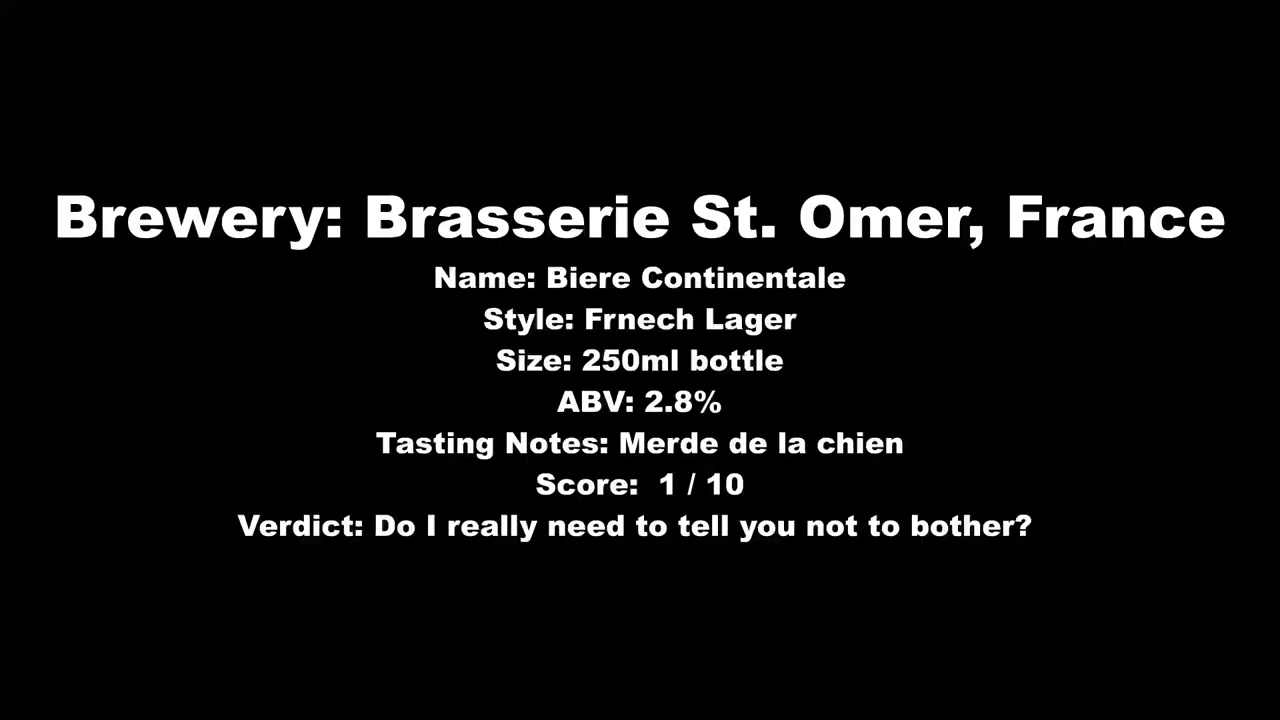 Brewery: Brasserie St. Omer, France
Name: Biere Continentale
Style: Frnech Lager
Size: 250ml bottle
ABV: 2.8%
Tasting Notes: Merde de la chien
Score:  1 / 10
Verdict: Do I really need to tell you not to bother?